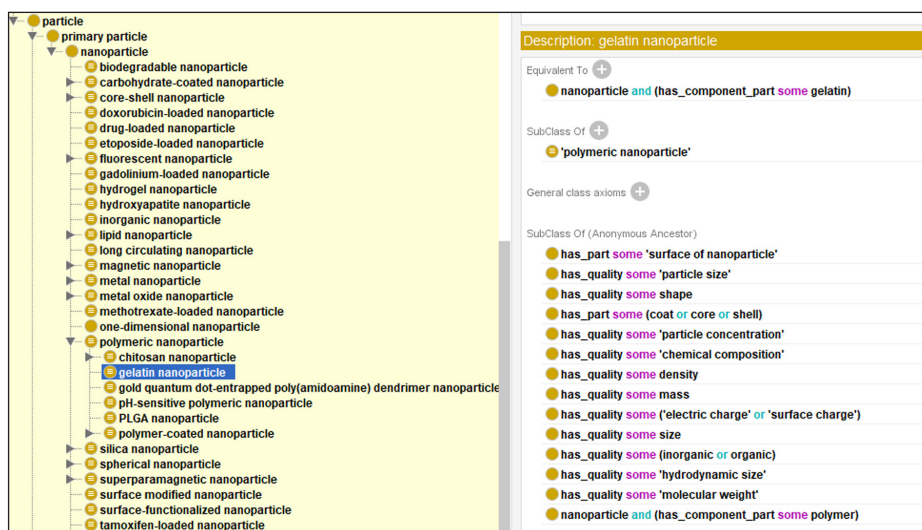 particle
primary particle
nanoparticle
biodegradable nanoparticle
carbohydrate-coated nanoparticle
core-shell nanoparticle
doxorubicin-loaded nanoparticle
drug-loaded nanoparticle
etoposide-loaded nanoparticle
fluorescent nanoparticle
gadolinium-loaded nanoparticle
hydrogel nanoparticle
hydroxyapatite nanoparticle
inorganic nanoparticle
lipid nanoparticle
long circulating nanoparticle
magnetic nanoparticle
metal nanoparticle
metal oxide nanoparticle
methotrexate-loaded nanoparticle
one-dimensional nanoparticle
polymeric nanoparticle
chitosan nanoparticle
gelatin nanoparticle
gold quantum dot-entrapped poly(amidoamine) dendrimer nanoparticle
pH-sensitive polymeric nanoparticle
PLGA nanoparticle
polymer-coated nanoparticle
silica nanoparticle
spherical nanoparticle
superparamagnetic nanoparticle
surface modified nanoparticle
surface-functionalized nanoparticle
tamoxifen-loaded nanoparticle
Description: gelatin nanoparticle
Equivalent To
nanoparticle and (has_component_part some gelatin)
SubClass Of
'polymeric nanoparticle'
General class axioms
SubClass Of (Anonymous Ancestor)
has_part some 'surface of nanoparticle'
has_quality some 'particle size'
has_quality some shape
has_part some (coat or core or shell)
has_quality some 'particle concentration'
has_quality some 'chemical composition'
has_quality some density
has_quality some mass
has_quality some ('electric charge' or 'surface charge')
has_quality some size
has_quality some (inorganic or organic)
has_quality some 'hydrodynamic size'
has_quality some 'molecular weight'
nanoparticle and (has_component_part some polymer)